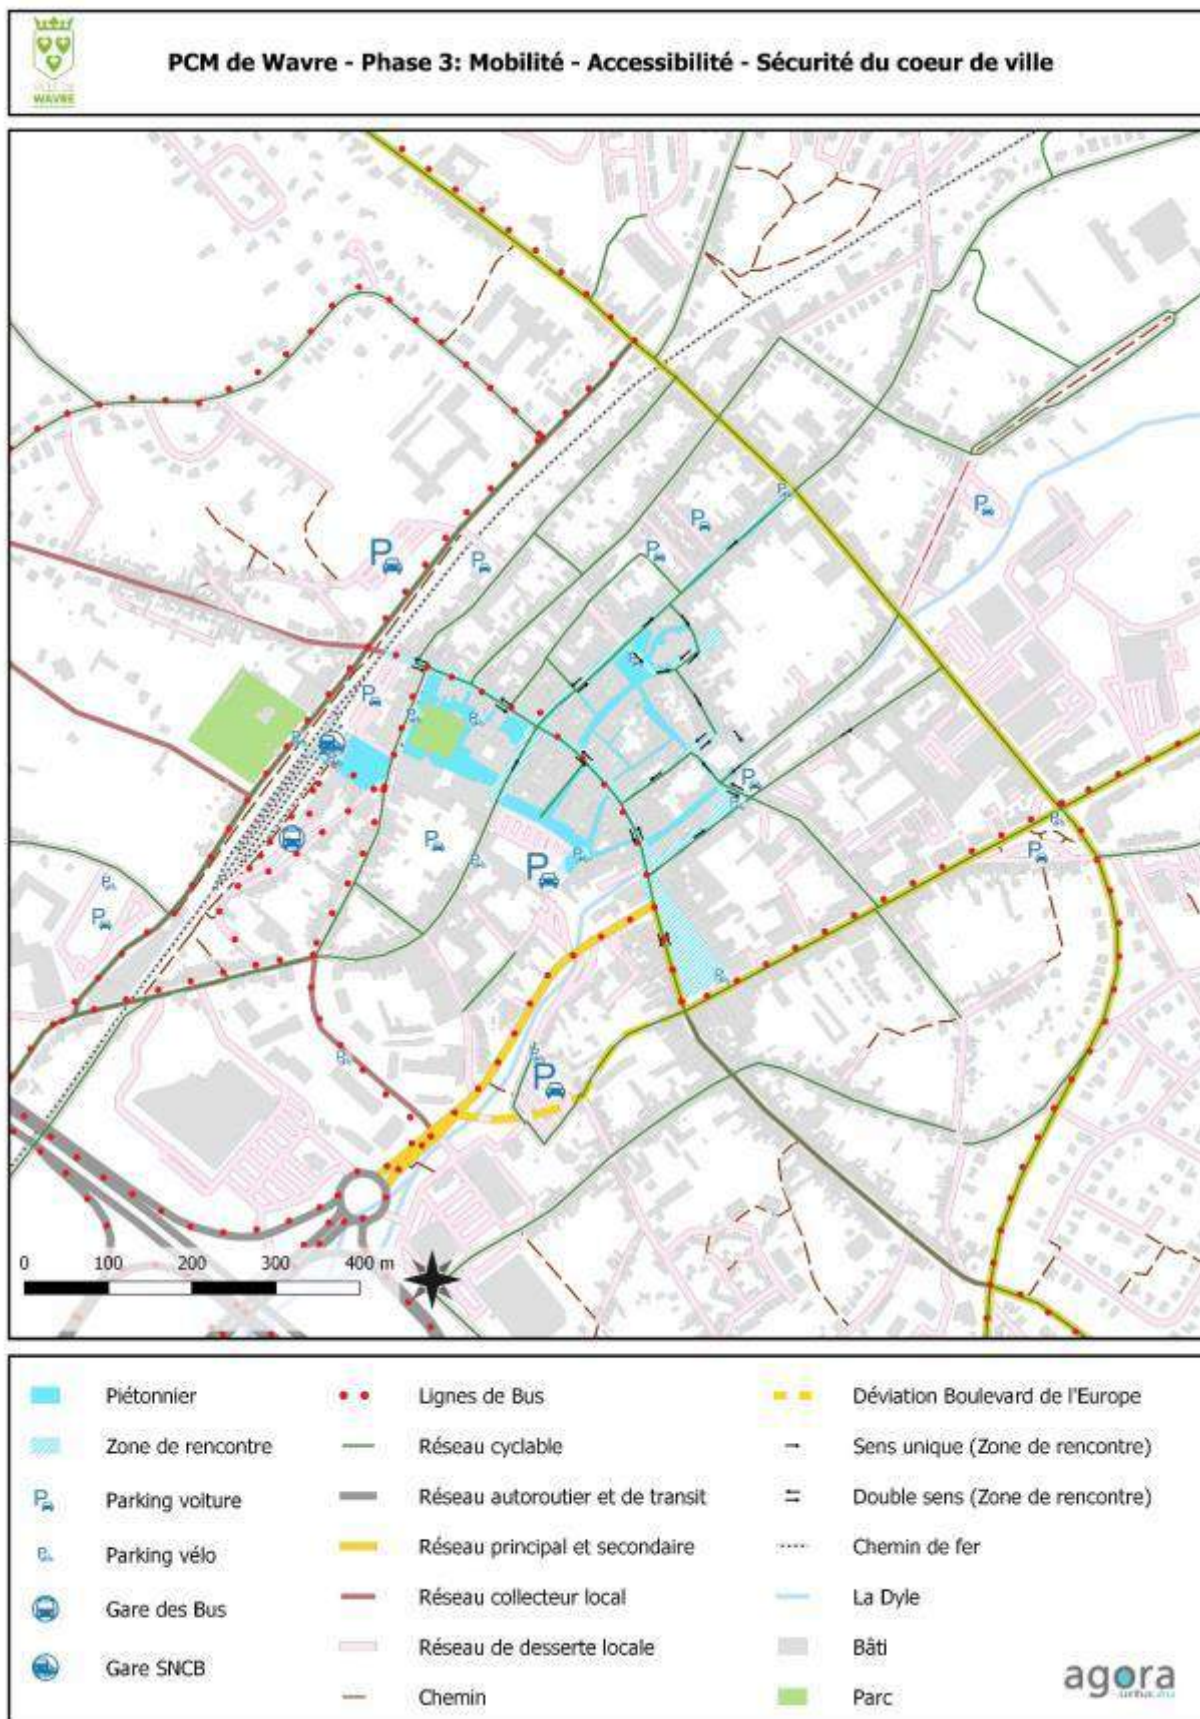 PCM de Wavre - Phase 3: Mobilité - Accessibilité - Sécurité du coeur de ville
VILLE DE
WAVRE
0 100 200 300 400 m
Piétonnier
Zone de rencontre
Parking voiture
Parking vélo
Gare des Bus
Gare SNCB
Lignes de Bus
Réseau cyclable
Réseau autoroutier et de transit
Réseau principal et secondaire
Réseau collecteur local
Réseau de desserte locale
Chemin
Déviation Boulevard de l'Europe
Sens unique (Zone de rencontre)
Double sens (Zone de rencontre)
Chemin de fer
La Dyle
Bâti
Parc
agora